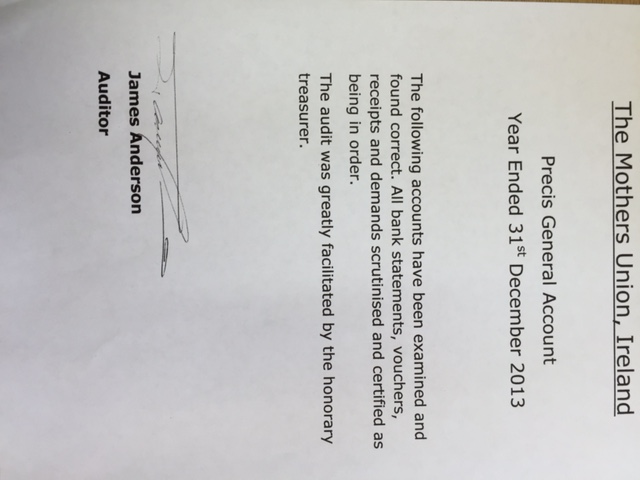 The Mothers Union, Ireland
Precis General Account
Year Ended 31st December 2013
The following accounts have been examined and
found correct. All bank statements, vouchers,
receipts and demands scrutinised and certified as
being in order.
The audit was greatly facilitated by the honorary
treasurer.
James Anderson
Auditor